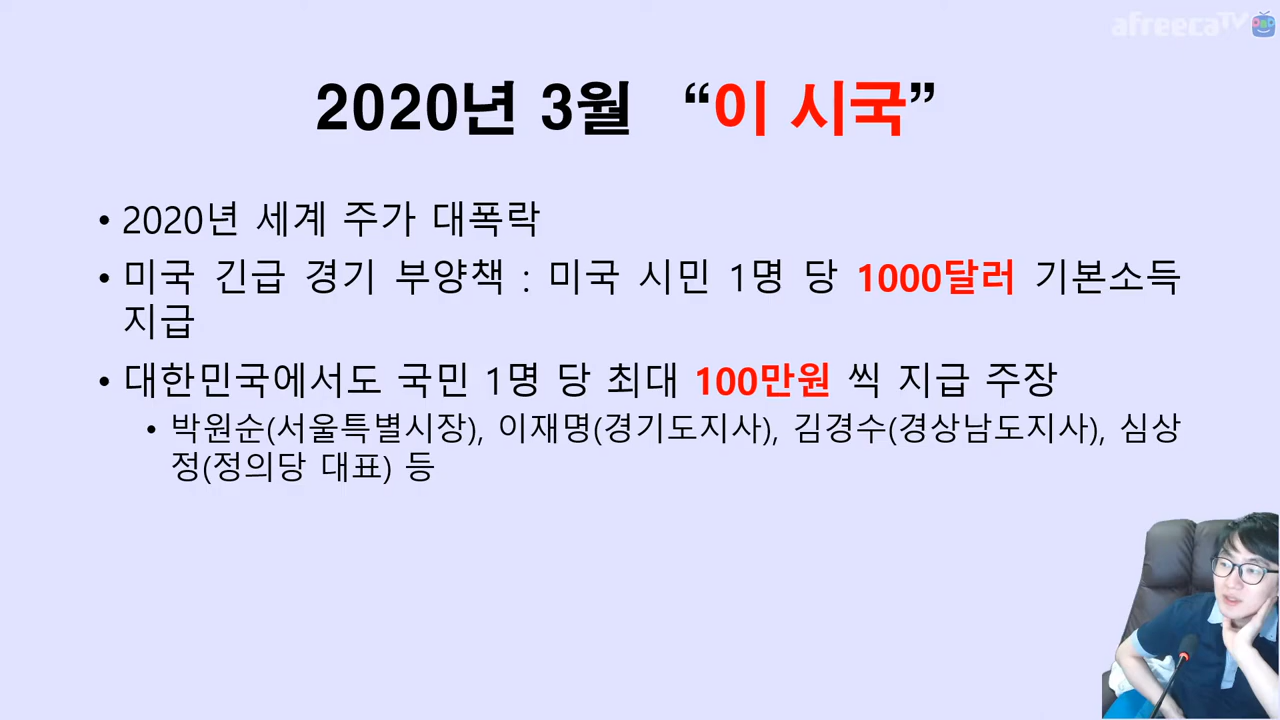 afreecaTV
2020년 3월 “이 시국”
• 2020년 세계 주가 대폭락
• 미국 긴급 경기 부양책 : 미국 시민 1명 당 1000달러 기본소득
지급
• 대한민국에서도 국민 1명 당 최대 100만원 씩 지급 주장
• 박원순(서울특별시장), 이재명(경기도지사), 김경수(경상남도지사), 심상
정(정의당 대표) 등